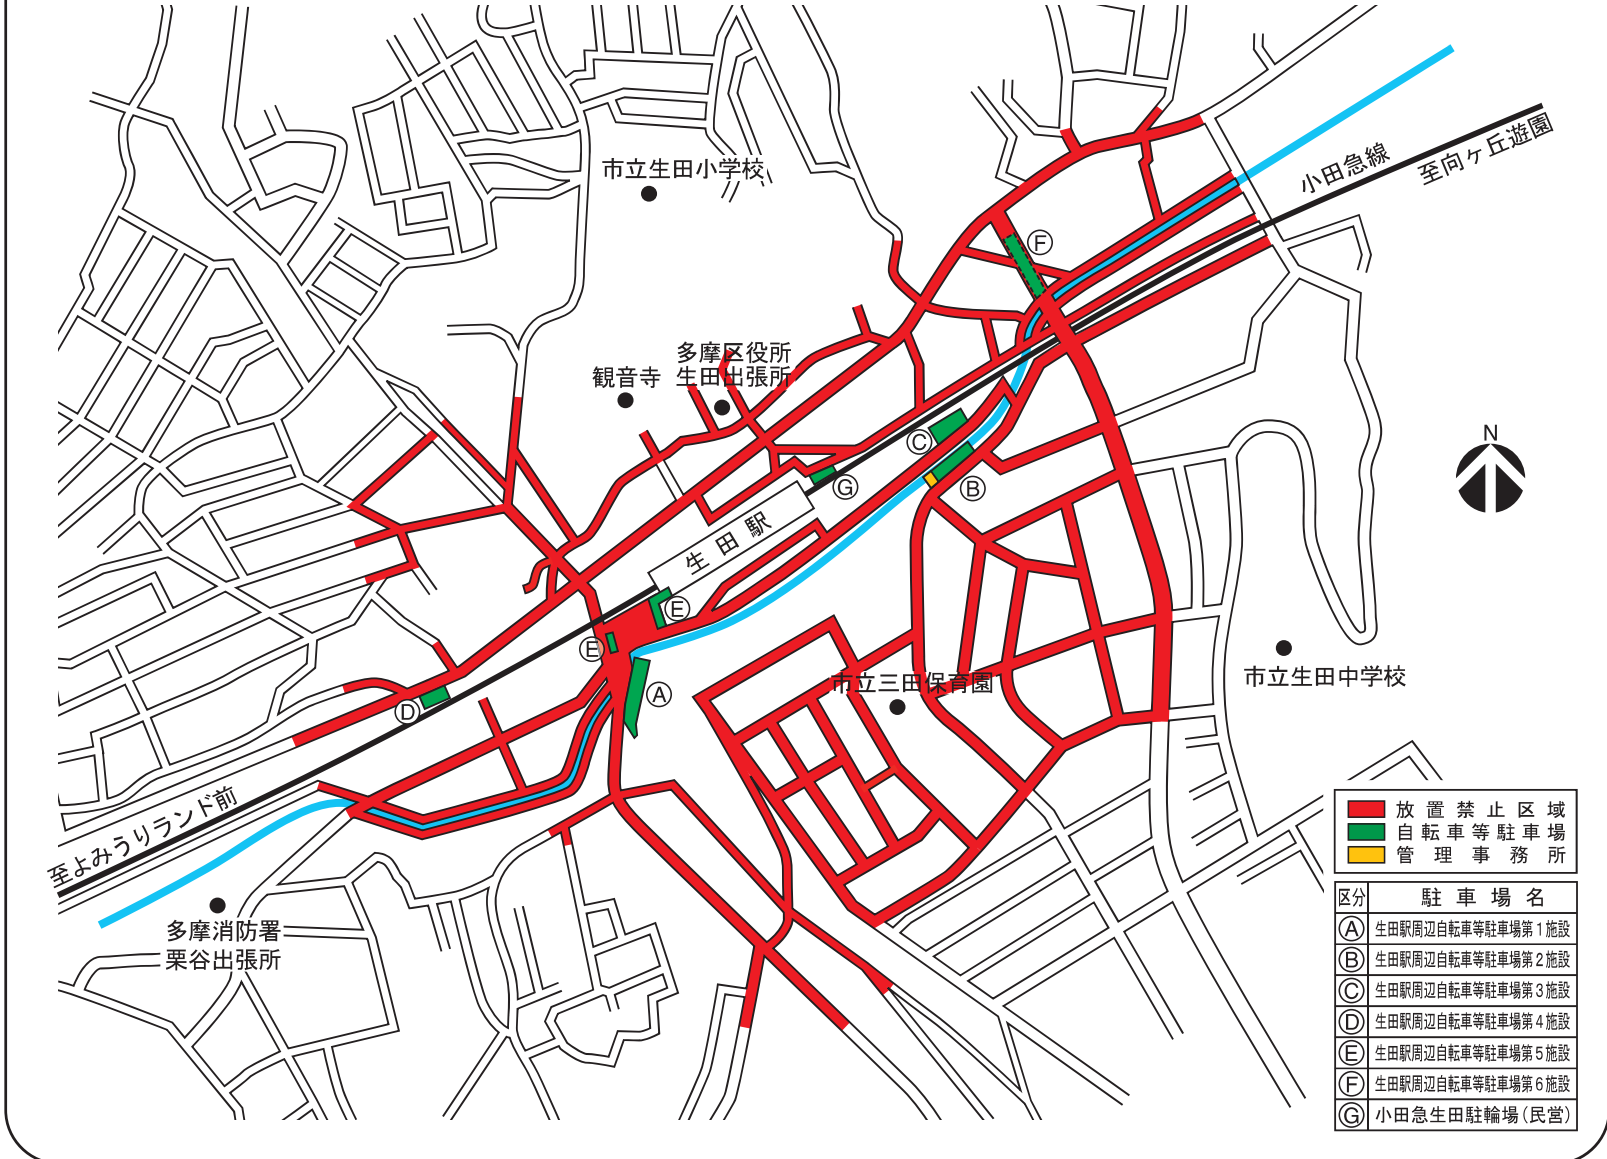 市立生田小学校
小田急線
至向ヶ丘遊園
F
多摩区役所
生田出張所
観音寺
N
C
G
B
生田駅
E
E
A
D
市立三田保育園
市立生田中学校
至よみうりランド前
多摩消防署
栗谷出張所
放置禁止区域
自転車等駐車場
管理事務所
区分 駐車場名
A 生田駅周辺自転車等駐車場第1施設
B 生田駅周辺自転車等駐車場第2施設
C 生田駅周辺自転車等駐車場第3施設
D 生田駅周辺自転車等駐車場第4施設
E 生田駅周辺自転車等駐車場第5施設
F 生田駅周辺自転車等駐車場第6施設
G 小田急生田駐輪場(民営)